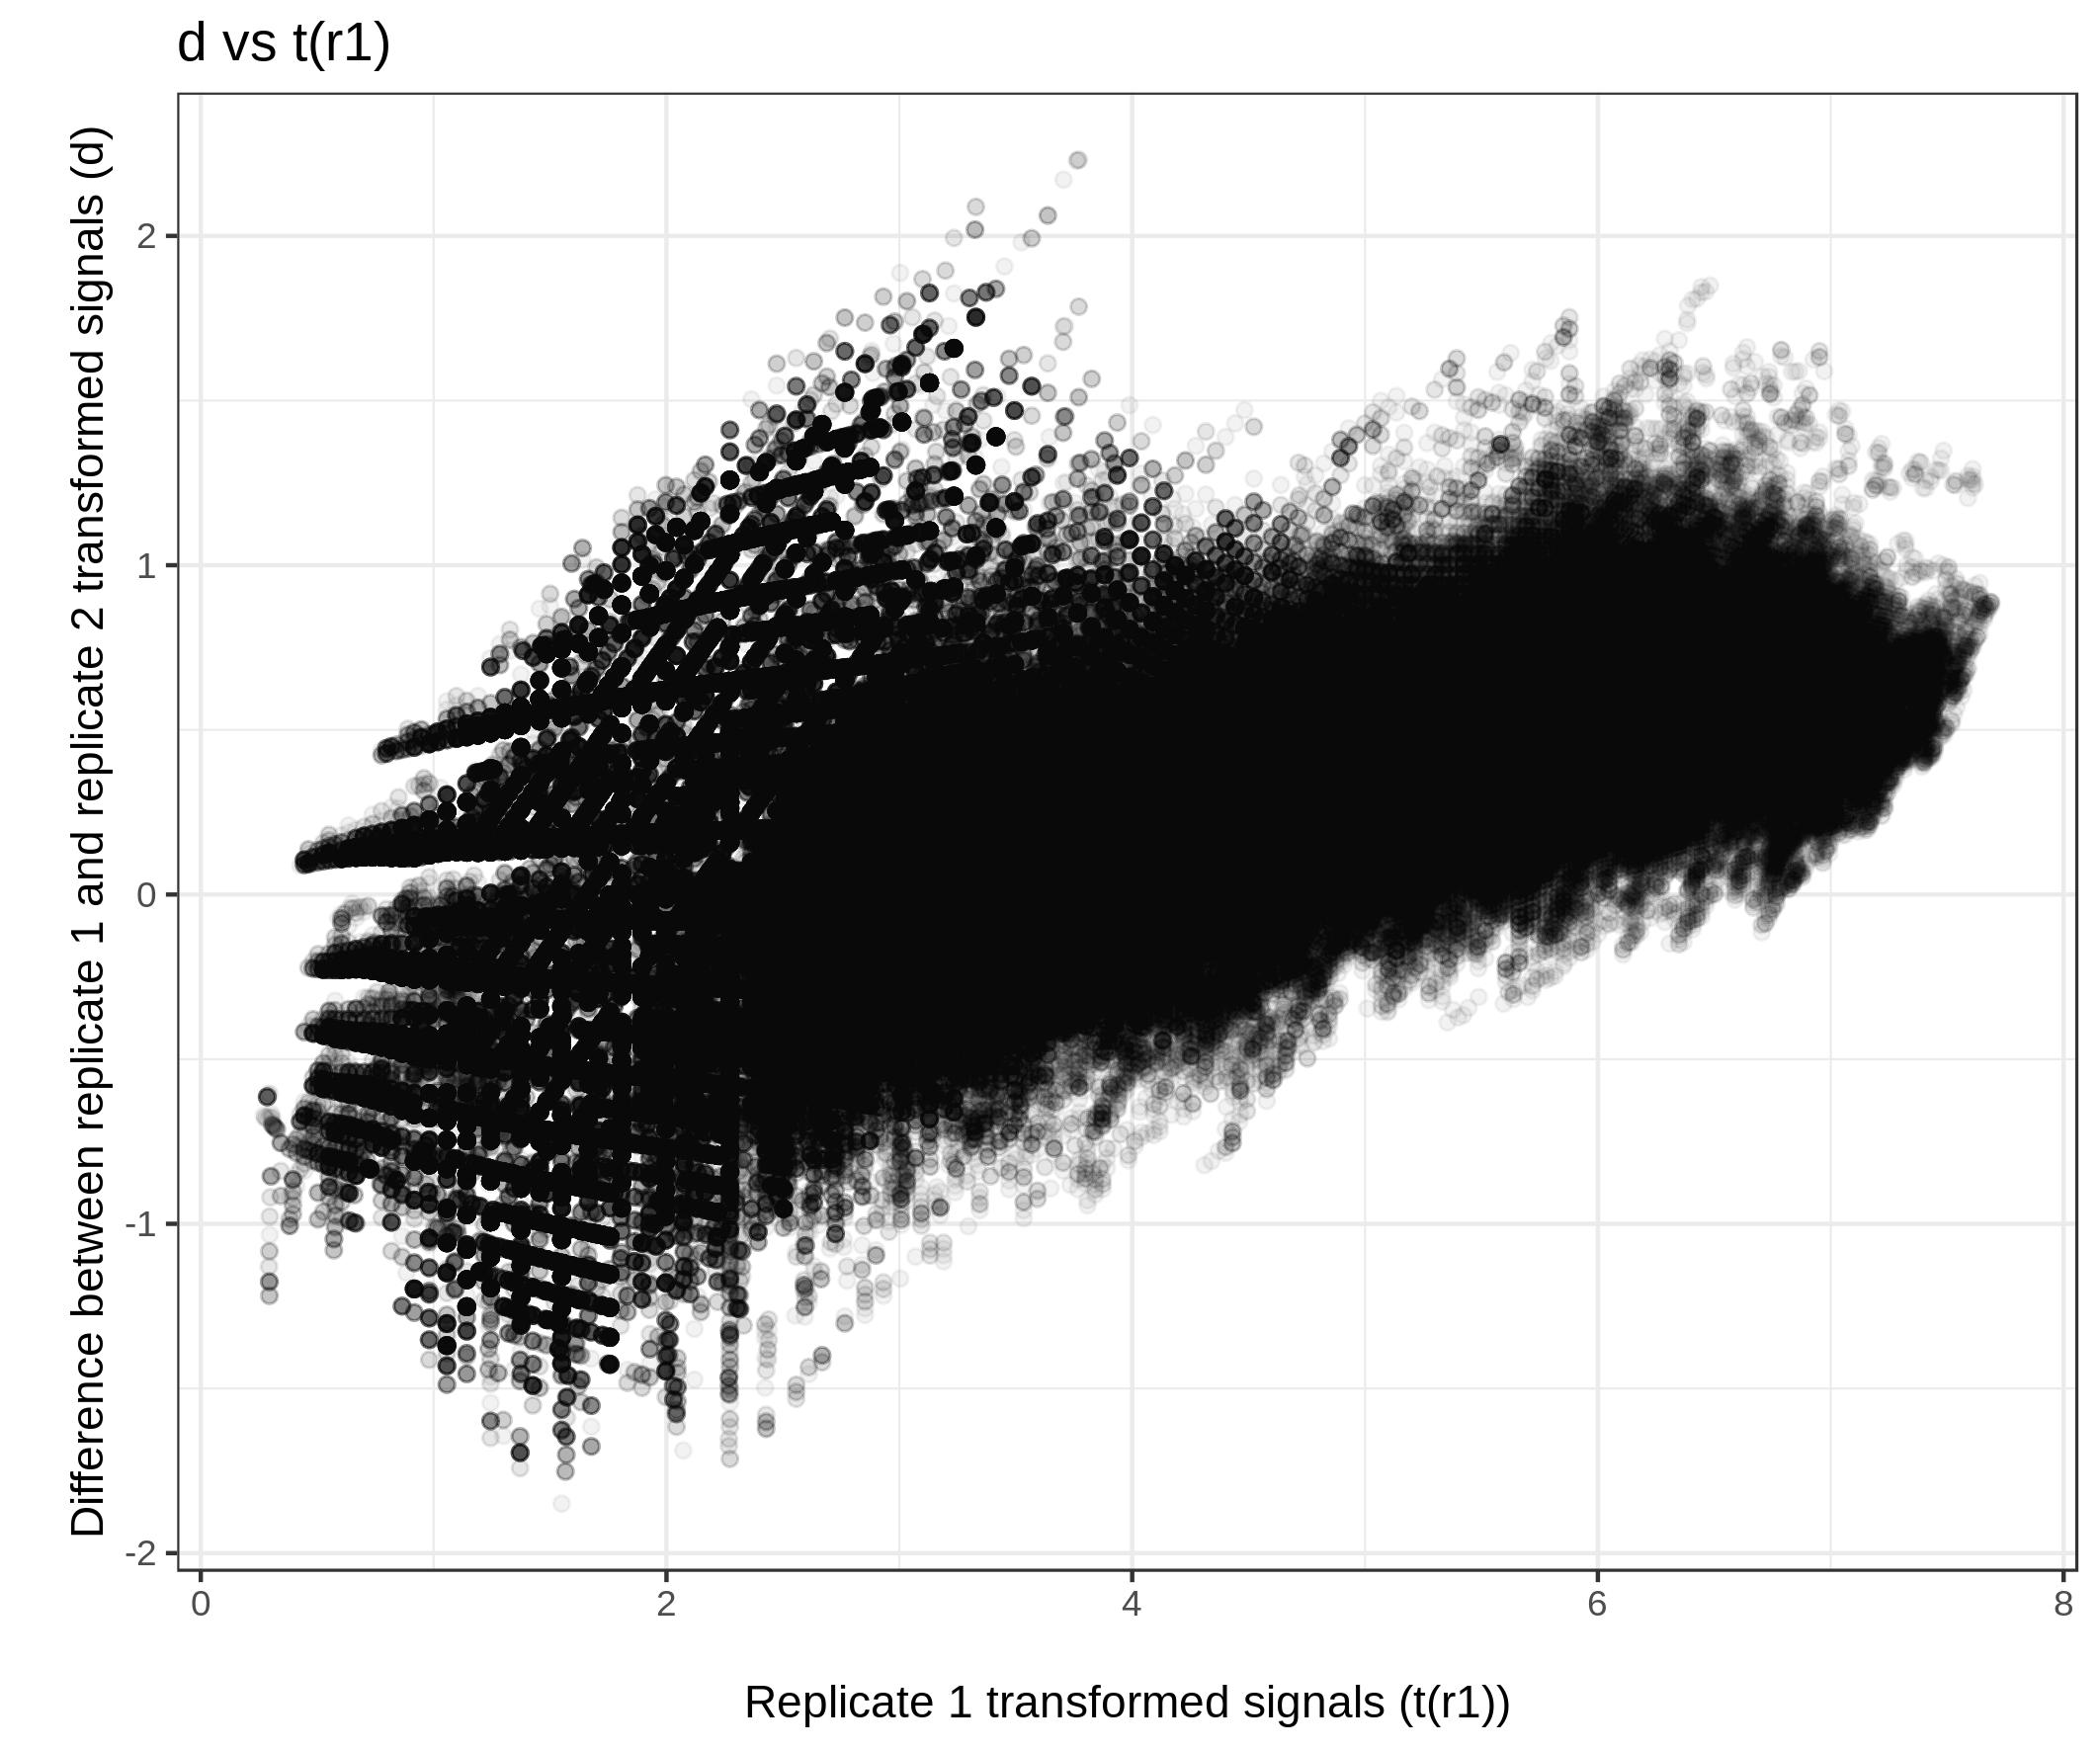 d vs t(r1)
Difference between replicate 1 and replicate 2 transformed signals (d)
2
1
0
-1
-2
0 2 4 6 8
Replicate 1 transformed signals (t(r1))